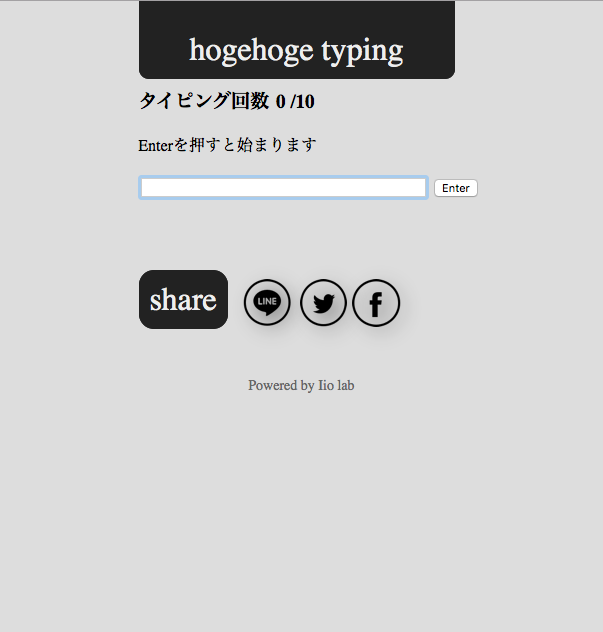 hogehoge typing
タイピング回数 0 /10
Enterを押すと始まります
Enter
share
LINE
Powered by Iio lab